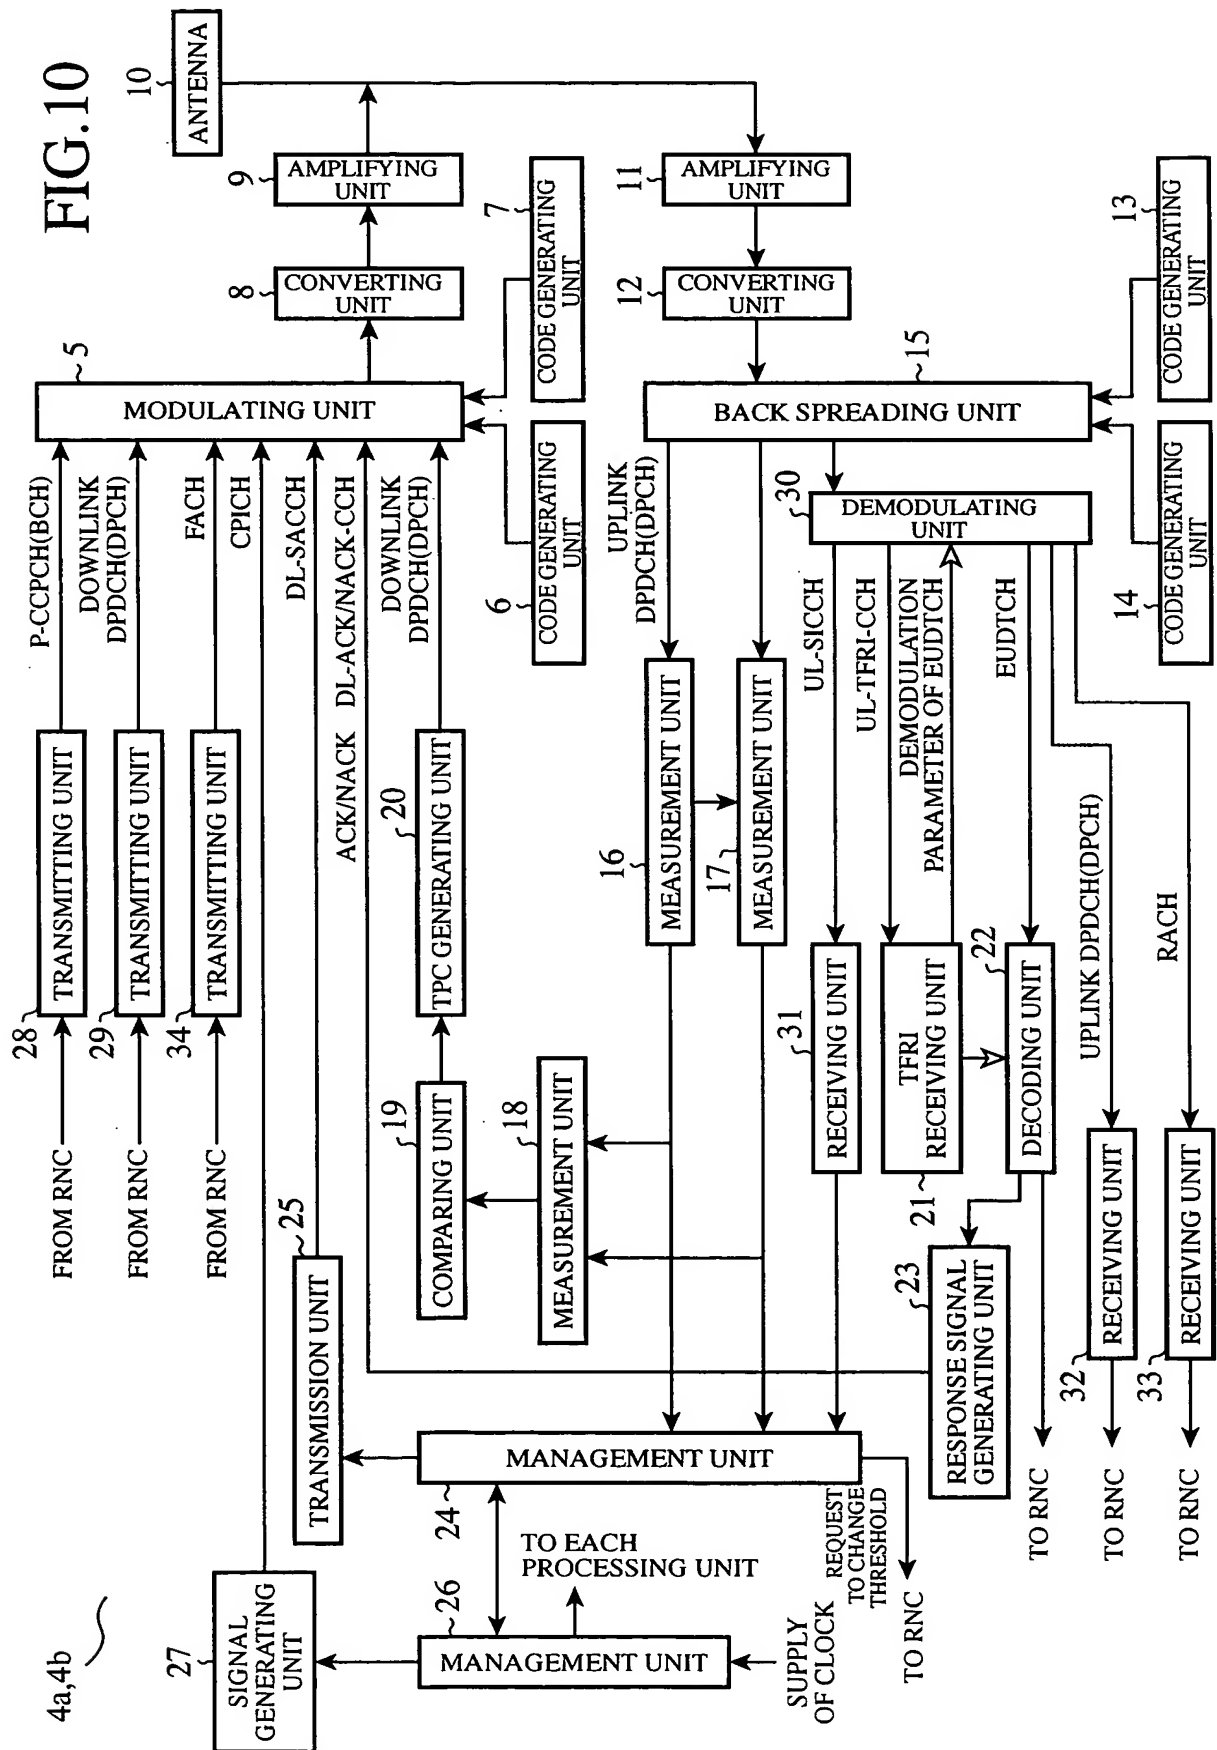 FIG.10
4a,4b
10
ANTENNA
9
AMPLIFYING
UNIT
8
CONVERTING
UNIT
7
CODE GENERATING
UNIT
5
MODULATING UNIT
6
CODE GENERATING
UNIT
11
AMPLIFYING
UNIT
12
CONVERTING
UNIT
13
CODE GENERATING
UNIT
15
BACK SPREADING UNIT
14
CODE GENERATING
UNIT
P-CCPCH(BCH)
DOWNLINK
DPDCH(DPCH)
FACH
CPICH
DL-SACCH
ACK/NACK DL-ACK/NACK-CCH
DOWNLINK
DPDCH(DPCH)
UPLINK
DPDCH(DPCH)
30
DEMODULATING
UNIT
UL-SICCH
UL-TFRI-CCH
DEMODULATION
PARAMETER OF EUDTCH
EUDTCH
UPLINK DPDCH(DPCH)
RACH
FROM RNC
28
TRANSMITTING UNIT
FROM RNC
29
TRANSMITTING UNIT
FROM RNC
34
TRANSMITTING UNIT
20
TPC GENERATING UNIT
19
COMPARING UNIT
18
MEASUREMENT UNIT
16
MEASUREMENT UNIT
17
MEASUREMENT UNIT
31
RECEIVING UNIT
TFRI
RECEIVING UNIT
21
22
DECODING UNIT
23
RESPONSE SIGNAL
GENERATING UNIT
32
RECEIVING UNIT
33
RECEIVING UNIT
TO RNC
TO RNC
TO RNC
25
TRANSMISSION UNIT
24
MANAGEMENT UNIT
REQUEST
TO CHANGE
THRESHOLD
TO RNC
27
SIGNAL
GENERATING
UNIT
26
MANAGEMENT UNIT
TO EACH
PROCESSING UNIT
SUPPLY
OF CLOCK